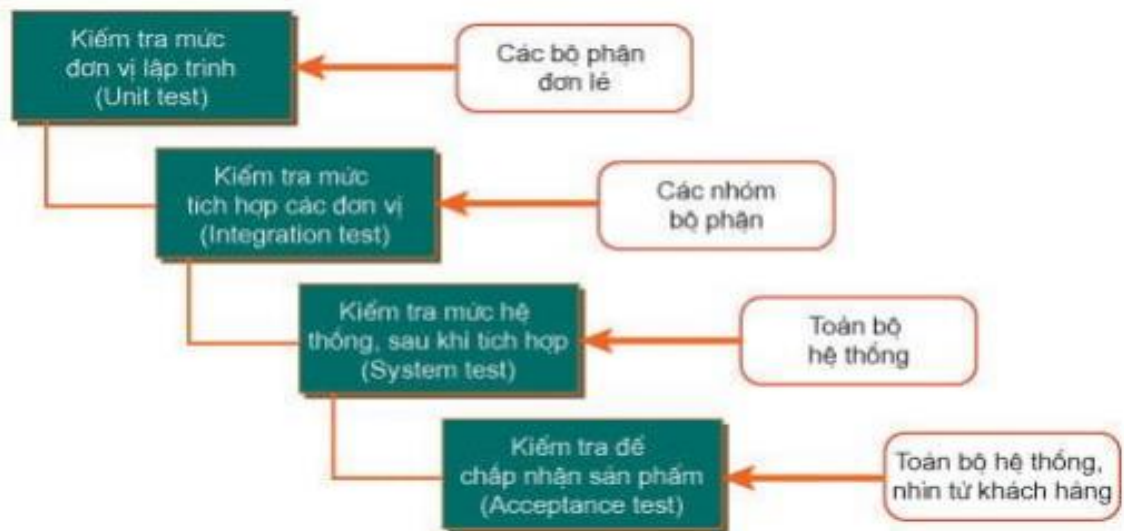 Kiểm tra mức
đơn vị lập trình
(Unit test)
Các bộ phận
đơn lẻ
Kiểm tra mức
tích hợp các đơn vị
(Integration test)
Các nhóm
bộ phận
Kiểm tra mức hệ
thống, sau khi tích hợp
(System test)
Toàn bộ
hệ thống
Kiểm tra để
chấp nhận sản phẩm
(Acceptance test)
Toàn bộ hệ thống,
nhìn từ khách hàng